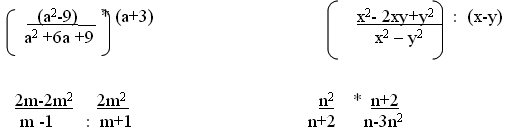 (a²-9) * (a+3)
a² +6a +9
x²- 2xy+y² : (x-y)
x² – y²
2m-2m² 2m²
m -1 : m+1
n² * n+2
n+2 n-3n²